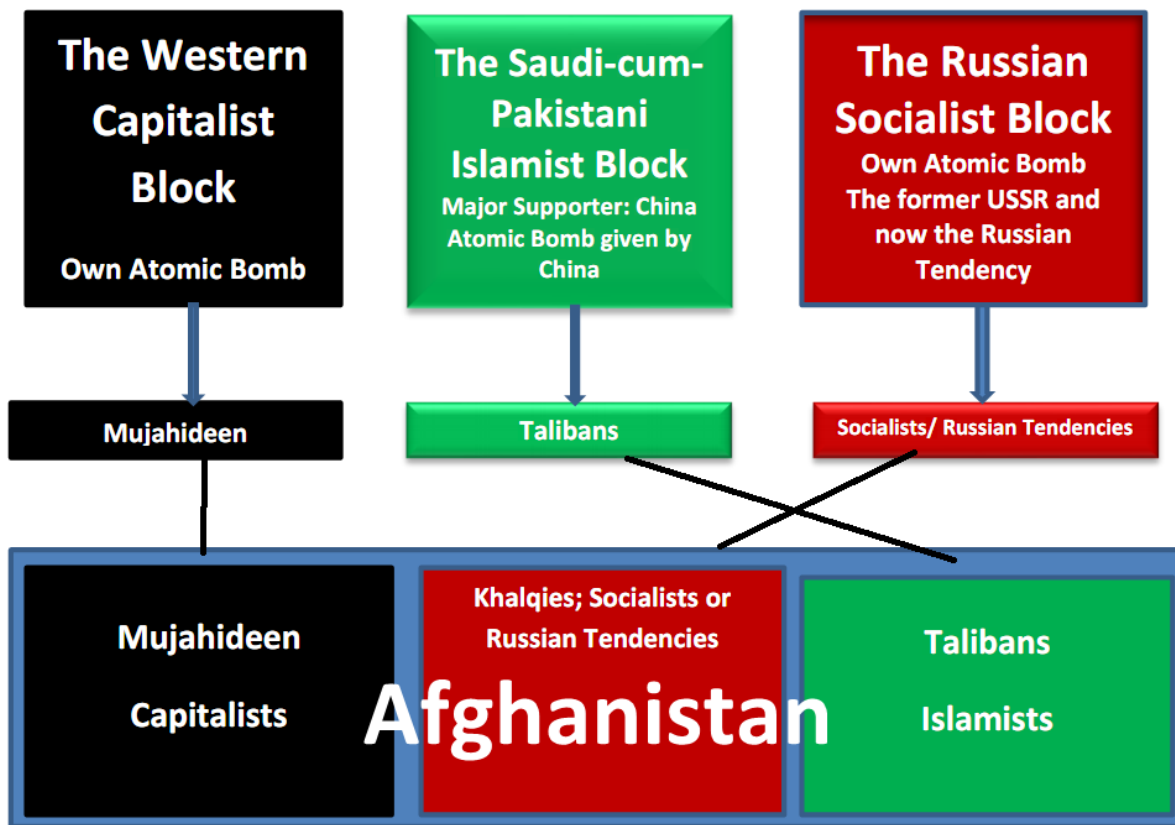 The Western
Capitalist
Block
Own Atomic Bomb
The Saudi-cum-
Pakistani
Islamist Block
Major Supporter: China
Atomic Bomb given by
China
The Russian
Socialist Block
Own Atomic Bomb
The former USSR and
now the Russian
Tendency
Mujahideen
Talibans
Socialists/ Russian Tendencies
Mujahideen
Capitalists
Khalqies; Socialists or
Russian Tendencies
Talibans
Islamists
Afghanistan